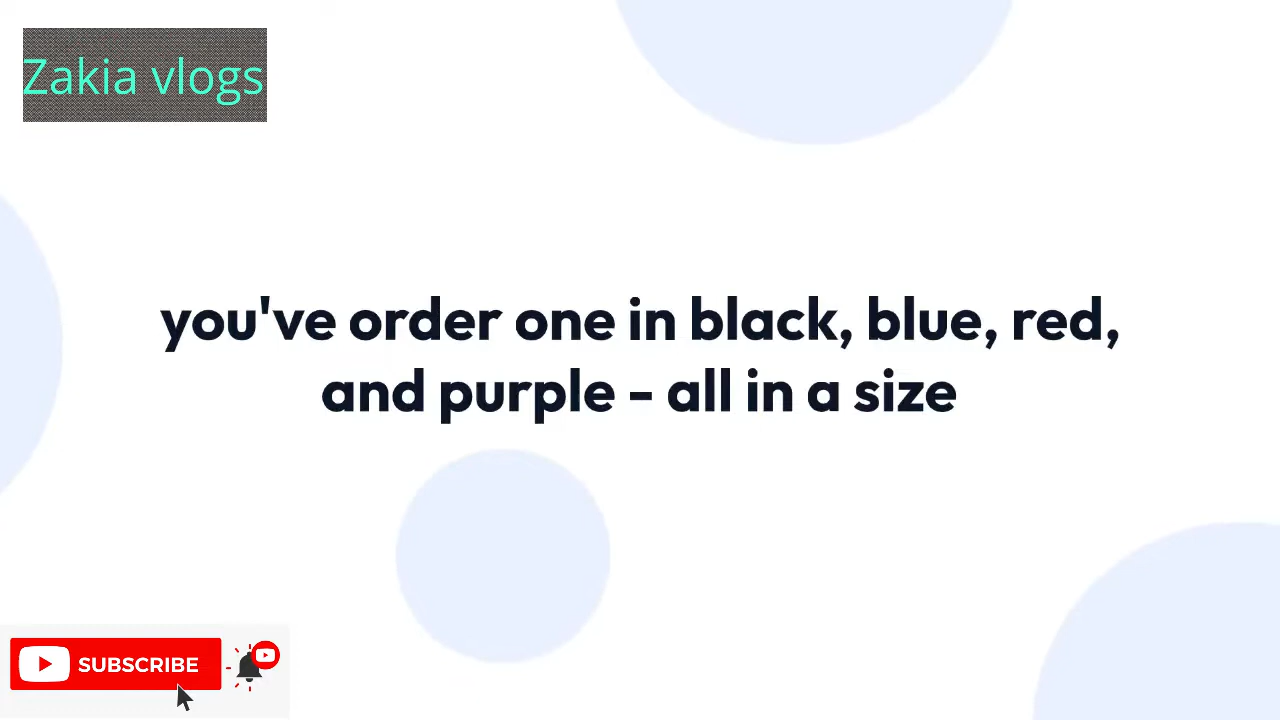 Zakia vlogs
you've order one in black, blue, red,
and purple - all in a size
SUBSCRIBE